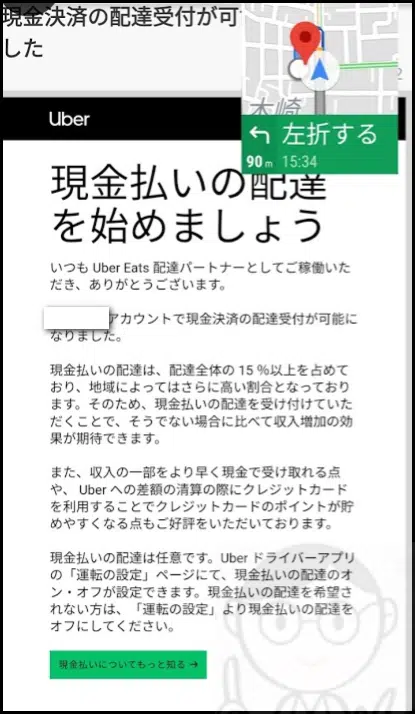 現金決済の配達受付が可
した
木崎
左折する
90 m 15:34
Uber
現金払いの配達
を始めましょう
いつも Uber Eats 配達パートナーとしてご稼働いた
だき、ありがとうございます。
アカウントで現金決済の配達受付が可能に
なりました。
現金払いの配達は、配達全体の 15 %以上を占めて
おり、地域によってはさらに高い割合となっており
ます。そのため、現金払いの配達を受け付けていた
だくことで、そうでない場合に比べて収入増加の効
果が期待できます。
また、収入の一部をより早く現金で受け取れる点
や、 Uber への差額の清算の際にクレジットカード
を利用することでクレジットカードのポイントが貯
めやすくなる点もご好評をいただいております。
現金払いの配達は任意です。Uber ドライバーアプリ
の「運転の設定」ページにて、現金払いの配達のオ
ン・オフが設定できます。現金払いの配達を希望さ
れない方は、「運転の設定」より現金払いの配達を
オフにしてください。
現金払いについてもっと知る →